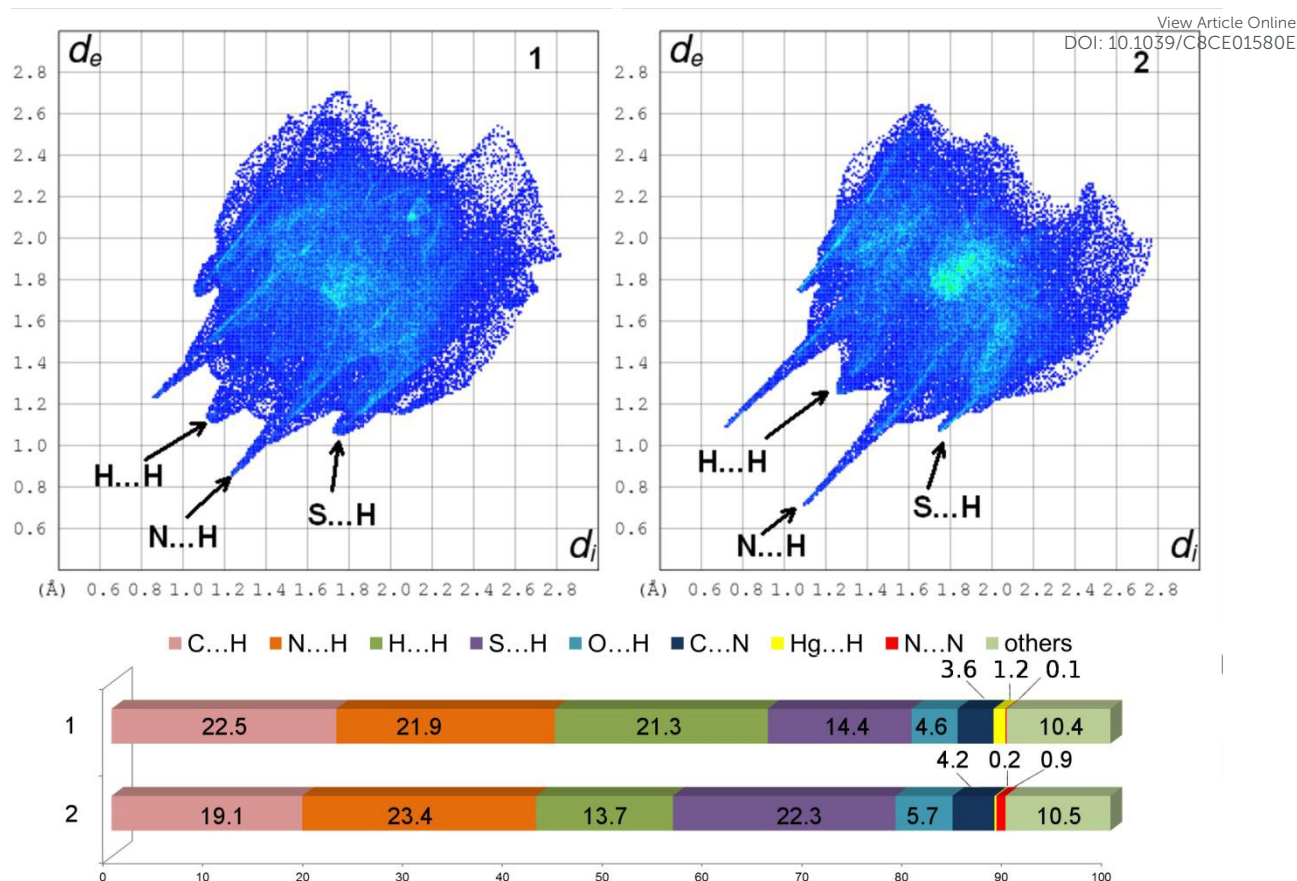 View Article Online
DOI: 10.1039/C8CE01580E
de 1
2.8
2.6
2.4
2.2
2.0
1.8
1.6
1.4
1.2
1.0
0.8
0.6
H...H
N...H
S...H
di
(Å) 0.6 0.8 1.0 1.2 1.4 1.6 1.8 2.0 2.2 2.4 2.6 2.8
de 2
2.8
2.6
2.4
2.2
2.0
1.8
1.6
1.4
1.2
1.0
0.8
0.6
H...H
S...H
N...H
di
(Å) 0.6 0.8 1.0 1.2 1.4 1.6 1.8 2.0 2.2 2.4 2.6 2.8
C...H N...H H...H S...H O...H C...N Hg...H N...N others
3.6 1.2 0.1
1 22.5 21.9 21.3 14.4 4.6 10.4
4.2 0.2 0.9
2 19.1 23.4 13.7 22.3 5.7 10.5
0 10 20 30 40 50 60 70 80 90 100